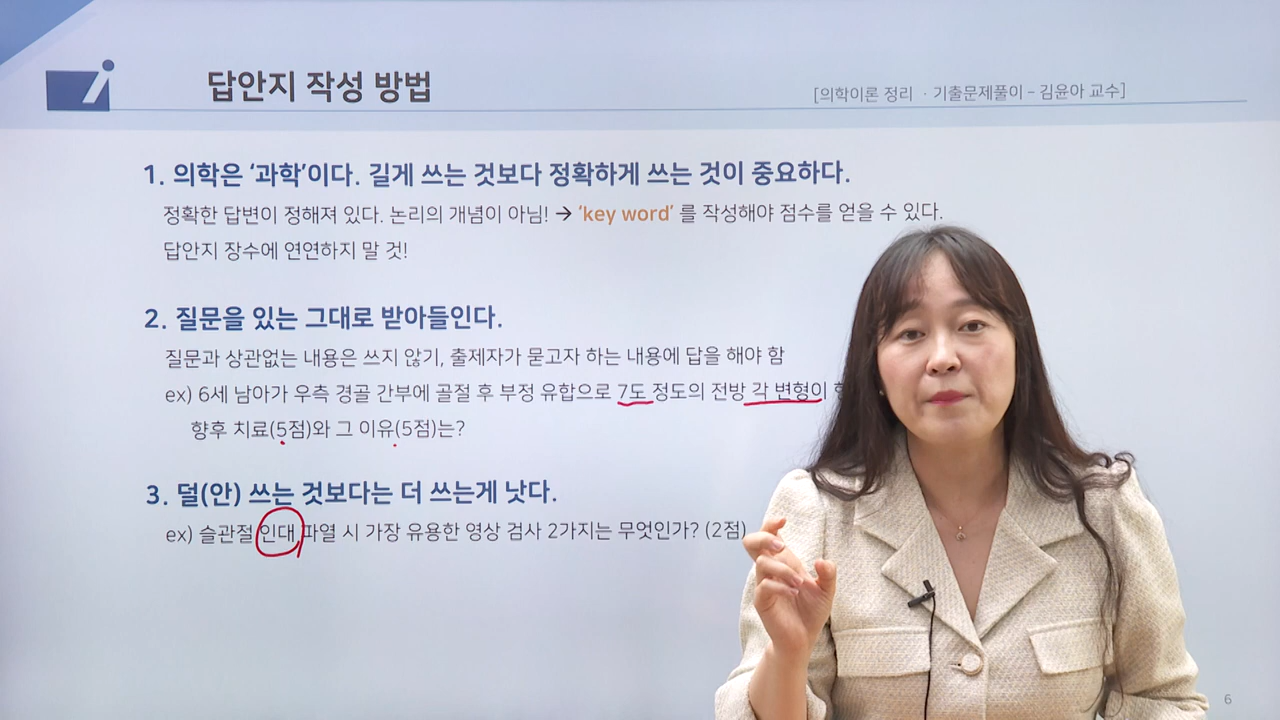 답안지 작성 방법
[의학이론 정리 · 기출문제풀이 – 김윤아 교수]
1. 의학은 ‘과학’이다. 길게 쓰는 것보다 정확하게 쓰는 것이 중요하다.
정확한 답변이 정해져 있다. 논리의 개념이 아님! → ‘key word’ 를 작성해야 점수를 얻을 수 있다.
답안지 장수에 연연하지 말 것!
2. 질문을 있는 그대로 받아들인다.
질문과 상관없는 내용은 쓰지 않기, 출제자가 묻고자 하는 내용에 답을 해야 함
ex) 6세 남아가 우측 경골 간부에 골절 후 부정 유합으로 7도 정도의 전방 각 변형이
향후 치료(5점)와 그 이유(5점)는?
3. 덜(안) 쓰는 것보다는 더 쓰는게 낫다.
ex) 슬관절 인대 파열 시 가장 유용한 영상 검사 2가지는 무엇인가? (2점)
6